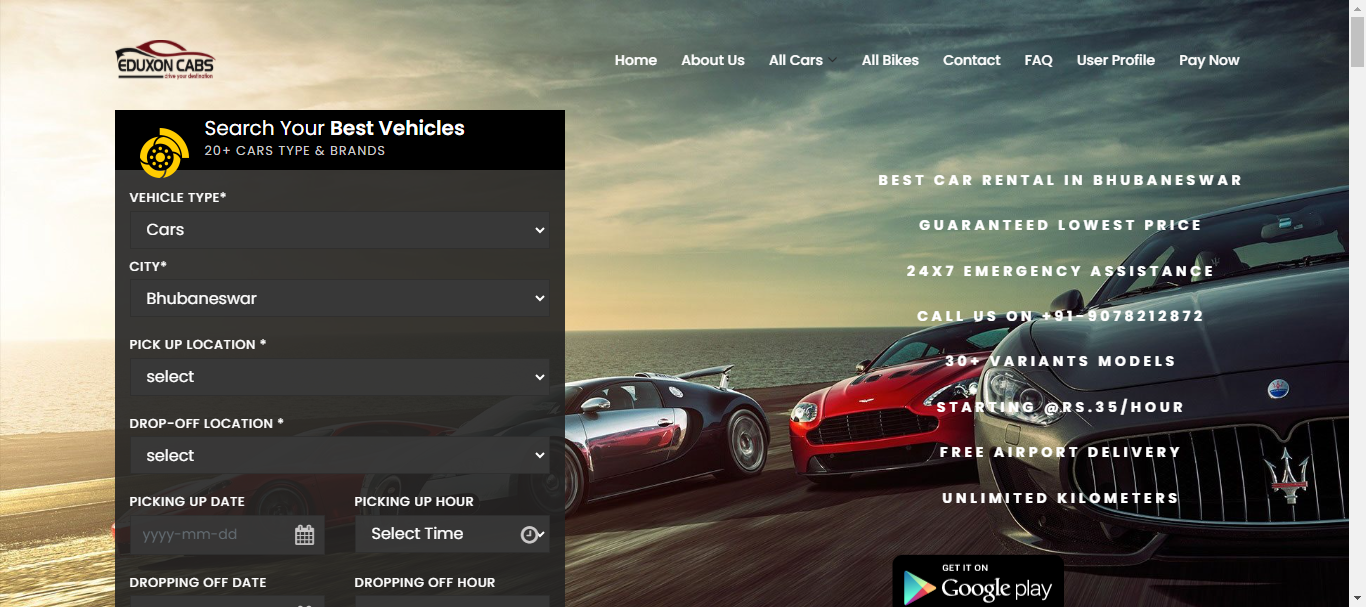 EDUXON CABS
drive your destination
Home About Us All Cars All Bikes Contact FAQ User Profile Pay Now
Search Your Best Vehicles
20+ CARS TYPE & BRANDS
VEHICLE TYPE*
Cars
CITY*
Bhubaneswar
PICK UP LOCATION *
select
DROP-OFF LOCATION *
select
PICKING UP DATE PICKING UP HOUR
yyyy-mm-dd Select Time
DROPPING OFF DATE DROPPING OFF HOUR
BEST CAR RENTAL IN BHUBANESWAR
GUARANTEED LOWEST PRICE
24X7 EMERGENCY ASSISTANCE
CALL US ON +91-9078212872
30+ VARIANTS MODELS
STARTING @RS.35/HOUR
FREE AIRPORT DELIVERY
UNLIMITED KILOMETERS
GET IT ON
Google play